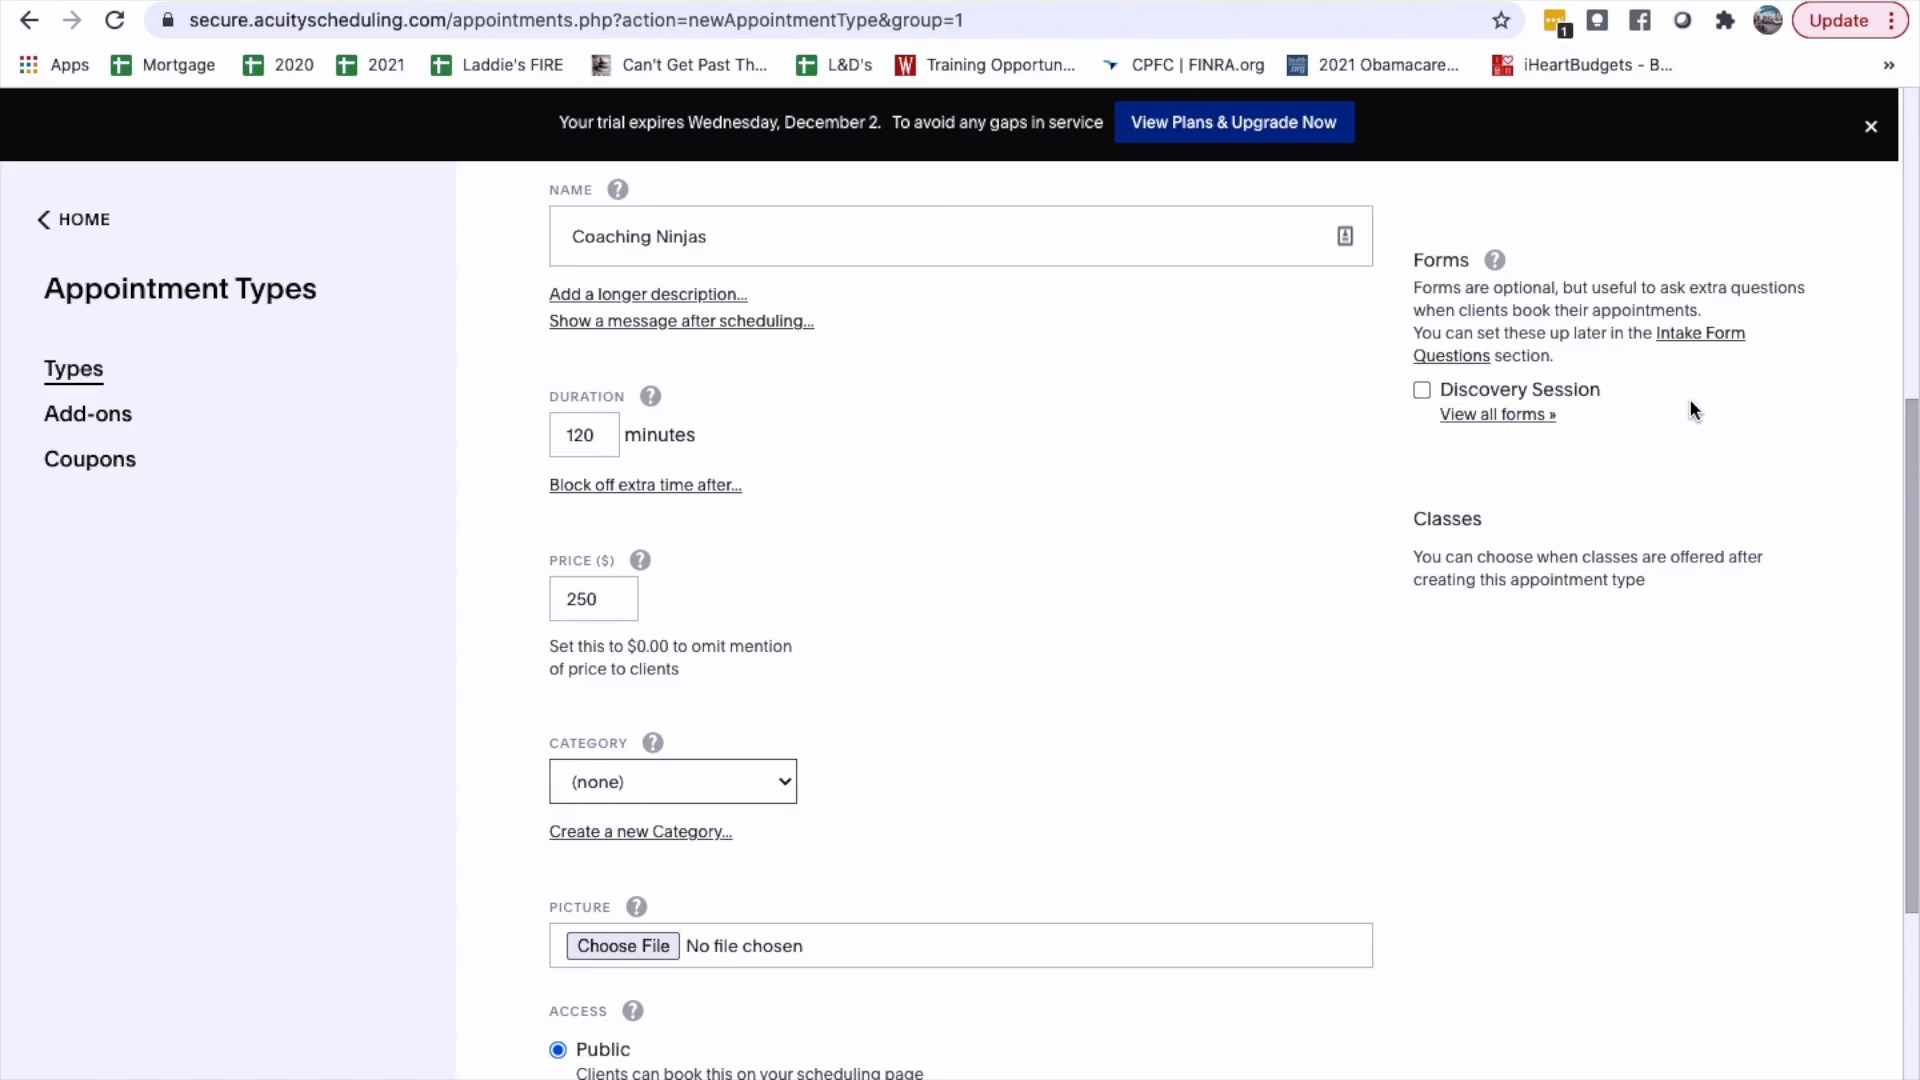 secure.acuityscheduling.com/appointments.php?action=newAppointmentType&group=1
1
Update
Apps
Mortgage
2020
2021
Laddie's FIRE
Can't Get Past Th...
L&D's
W
Training Opportun...
CPFC | FINRA.org
2021 Obamacare...
iHeartBudgets - B...
»
Your trial expires Wednesday, December 2. To avoid any gaps in service
View Plans & Upgrade Now
HOME
Appointment Types
Types
Add-ons
Coupons
NAME ?
Coaching Ninjas
Add a longer description...
Show a message after scheduling...
DURATION ?
120 minutes
Block off extra time after...
PRICE ($) ?
250
Set this to $0.00 to omit mention
of price to clients
CATEGORY ?
(none)
Create a new Category...
PICTURE ?
Choose File No file chosen
ACCESS ?
Public
Clients can book this on your scheduling page
Forms ?
Forms are optional, but useful to ask extra questions
when clients book their appointments.
You can set these up later in the Intake Form
Questions section.
Discovery Session
View all forms »
Classes
You can choose when classes are offered after
creating this appointment type